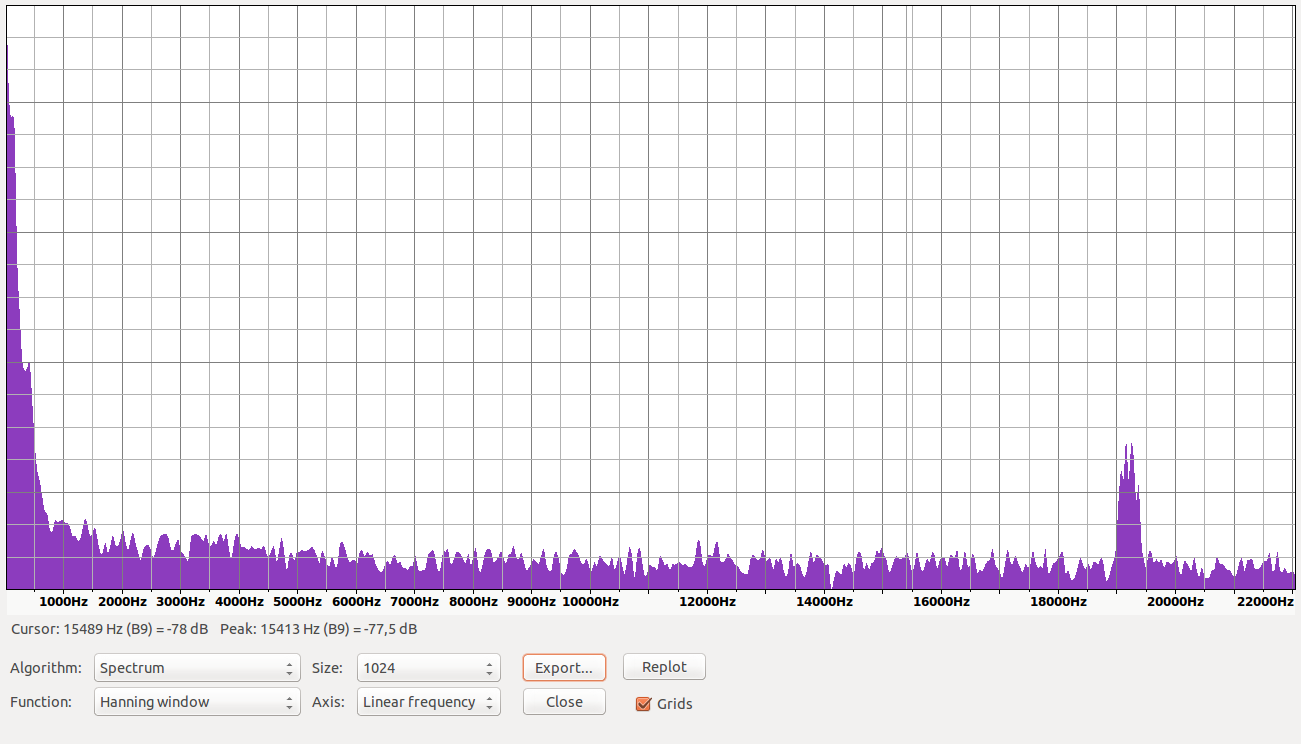 1000Hz 2000Hz 3000Hz 4000Hz 5000Hz 6000Hz 7000Hz 8000Hz 9000Hz 10000Hz 12000Hz 14000Hz 16000Hz 18000Hz 20000Hz 22000Hz
Cursor: 15489 Hz (B9) = -78 dB Peak: 15413 Hz (B9) = -77,5 dB
Algorithm: Spectrum Size: 1024 Export... Replot
Function: Hanning window Axis: Linear frequency Close Grids